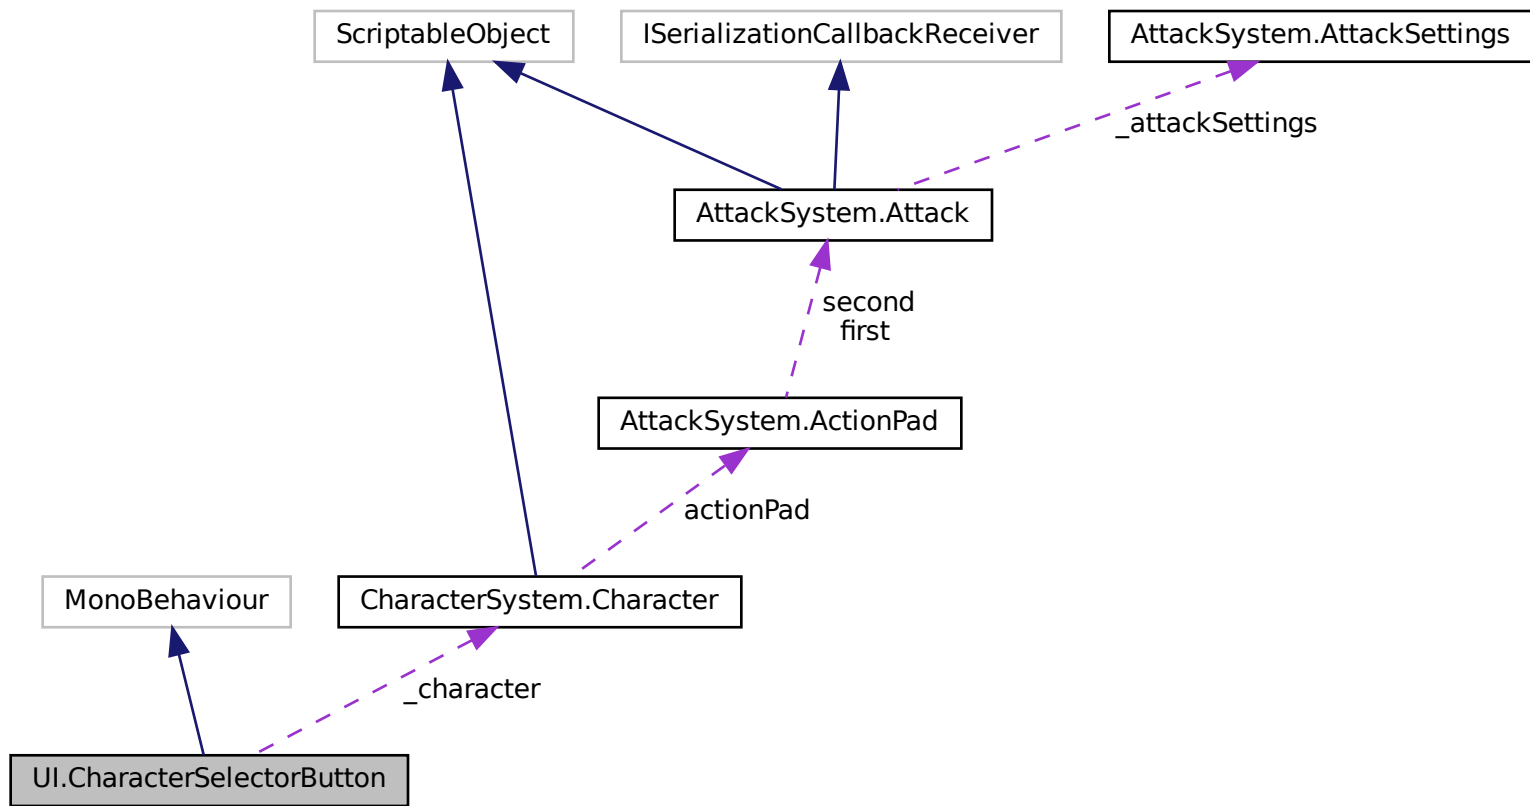 ScriptableObject
ISerializationCallbackReceiver
AttackSystem.AttackSettings
_attackSettings
AttackSystem.Attack
second
first
AttackSystem.ActionPad
actionPad
MonoBehaviour
CharacterSystem.Character
_character
UI.CharacterSelectorButton